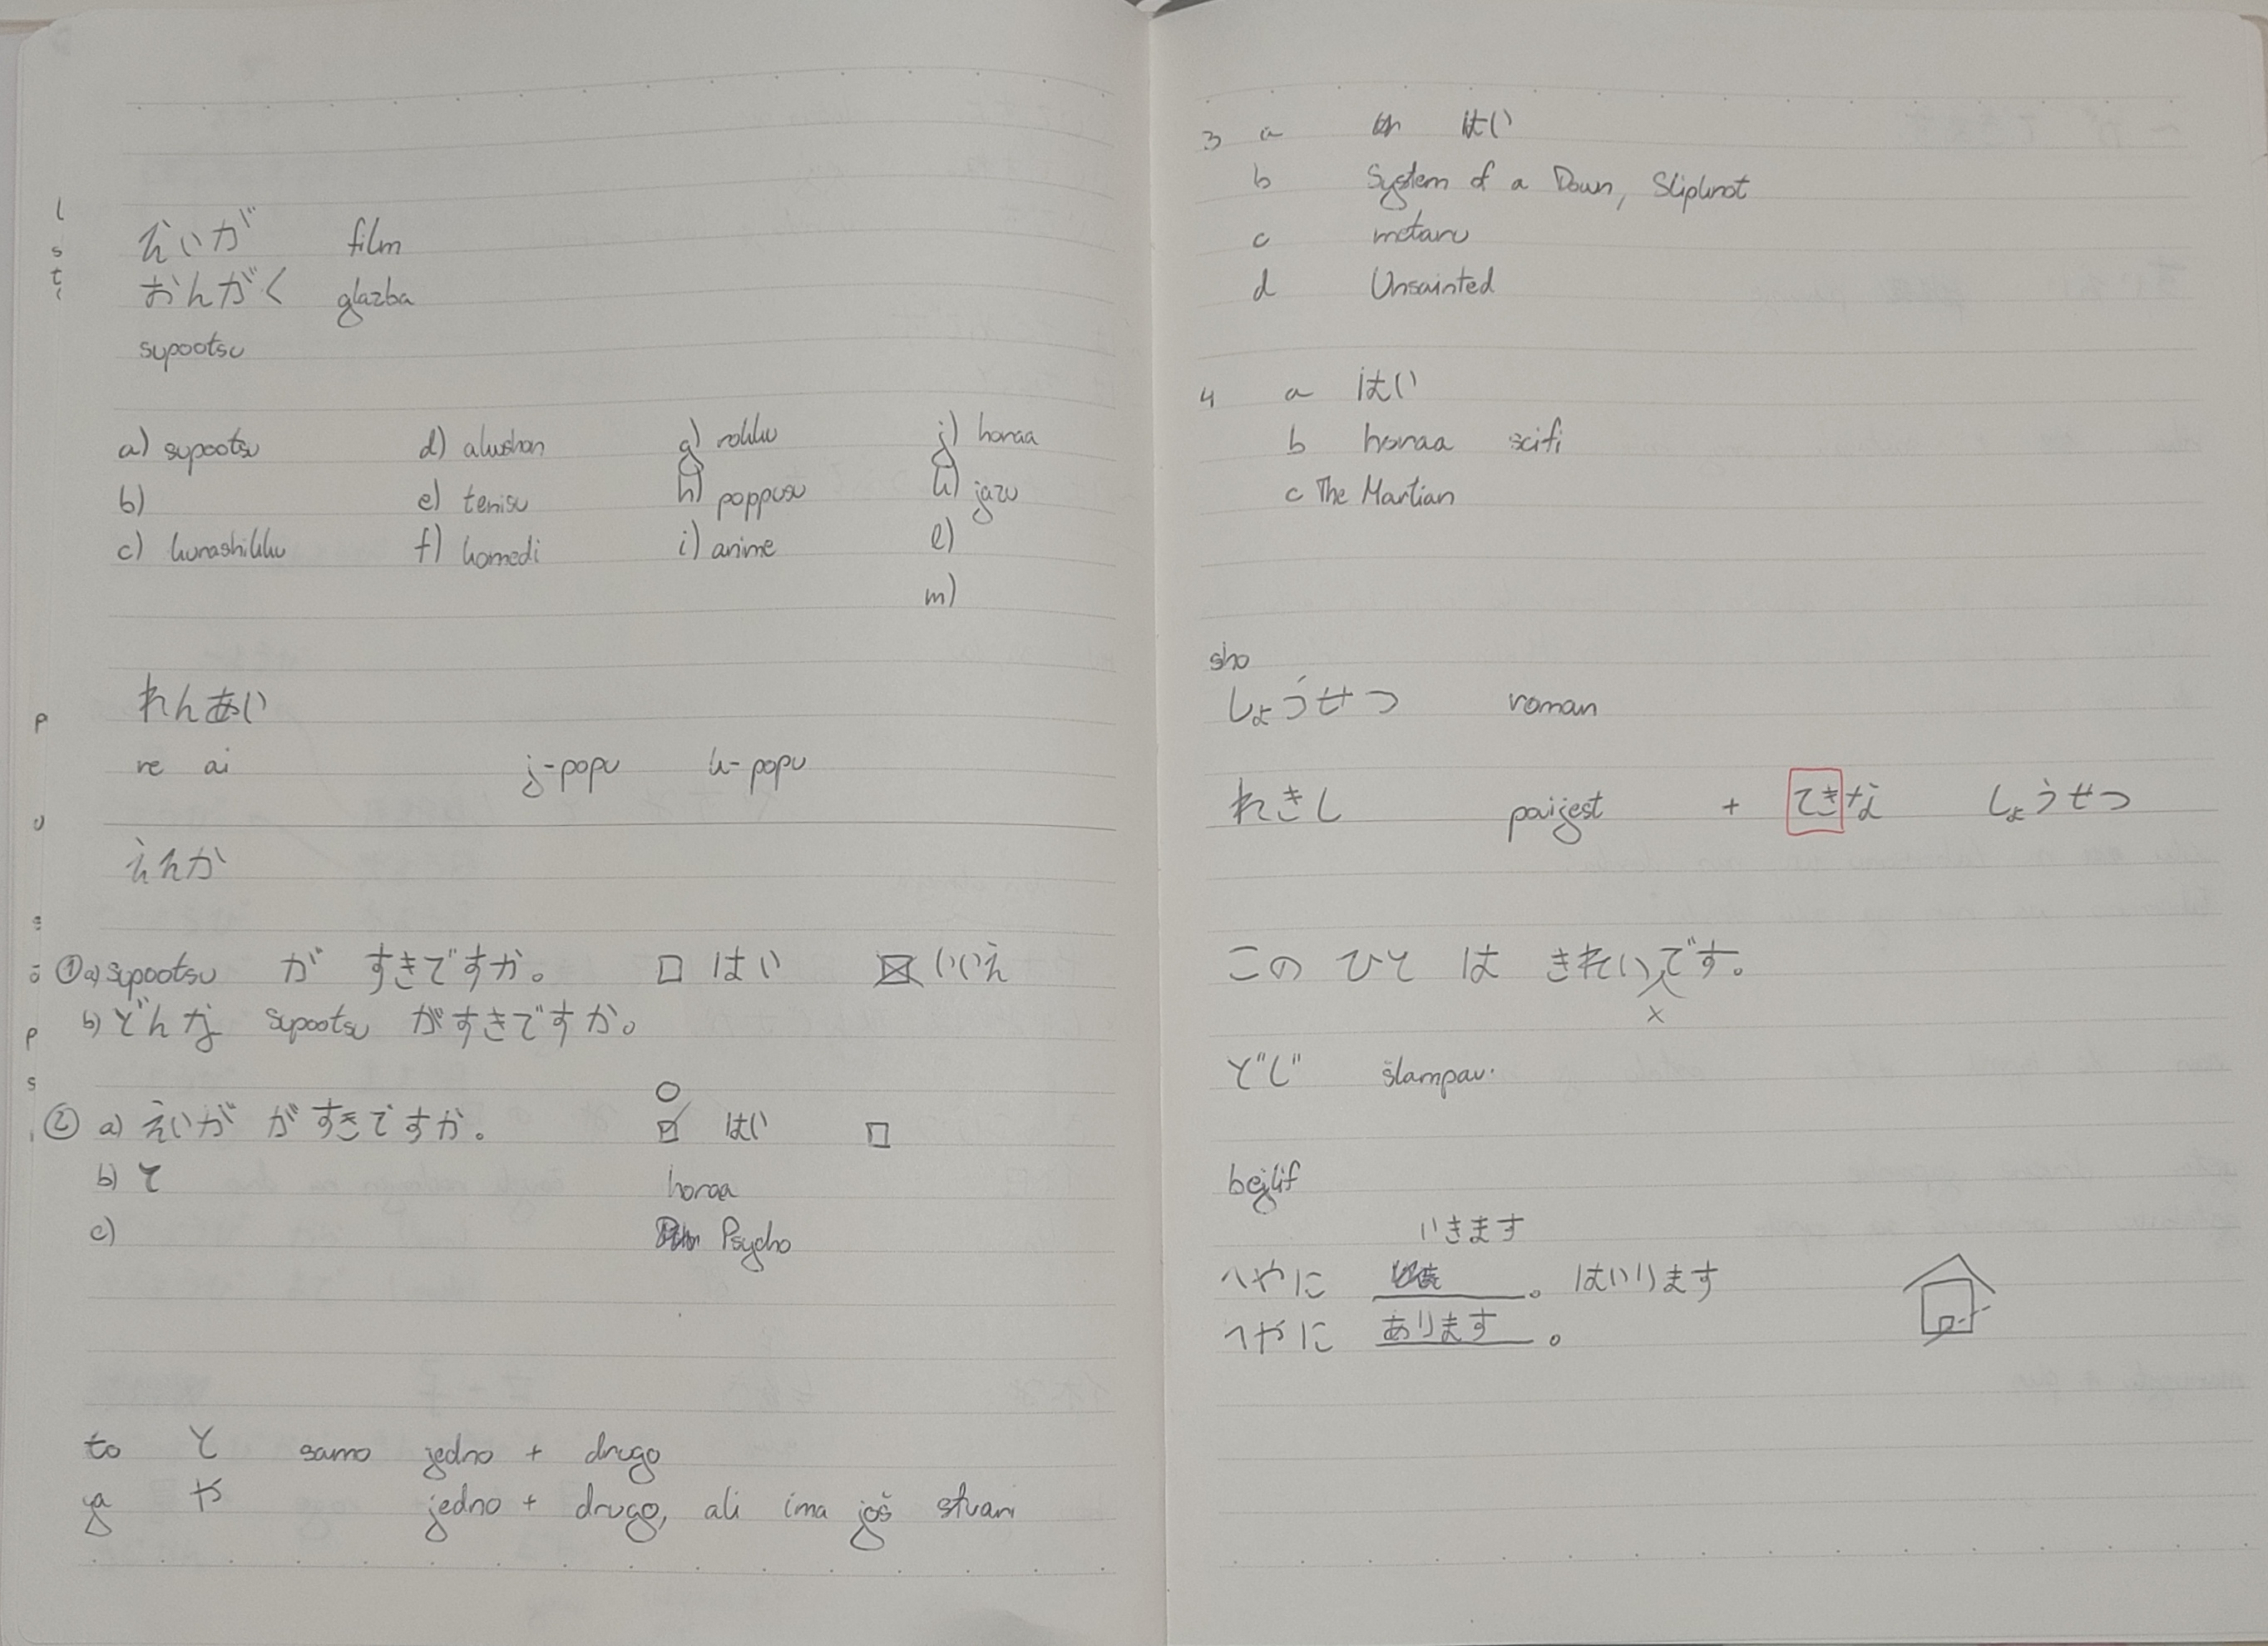 えいが film
おんがく glazba
supootsu
a) supootsu d) akushon g) rokku j) horaa
b) e) tenisu h) poppusu k) jazu
c) kurashikku f) komedi i) anime l)
m)
れんあい
re ai j-popu k-popu
えんか
① a) supootsu が すきですか。 □ はい ☒ いいえ
b) どんな supootsu がすきですか。
② a) えいが がすきですか。 ☑ はい □
b) て horaa
c) Psycho
to と samo jedno + drugo
ya や jedno + drugo, ali ima još stvari
3 a はい
b System of a Down, Slipknot
c metaru
d Unsainted
4 a はい
b horaa scifi
c The Martian
sho
しょうせつ roman
れきし povijest + てきな しょうせつ
この ひと は きれいです。
x
どじ šlampav.
bejlif
いきます
へやに 。 はいります
へやに あります 。